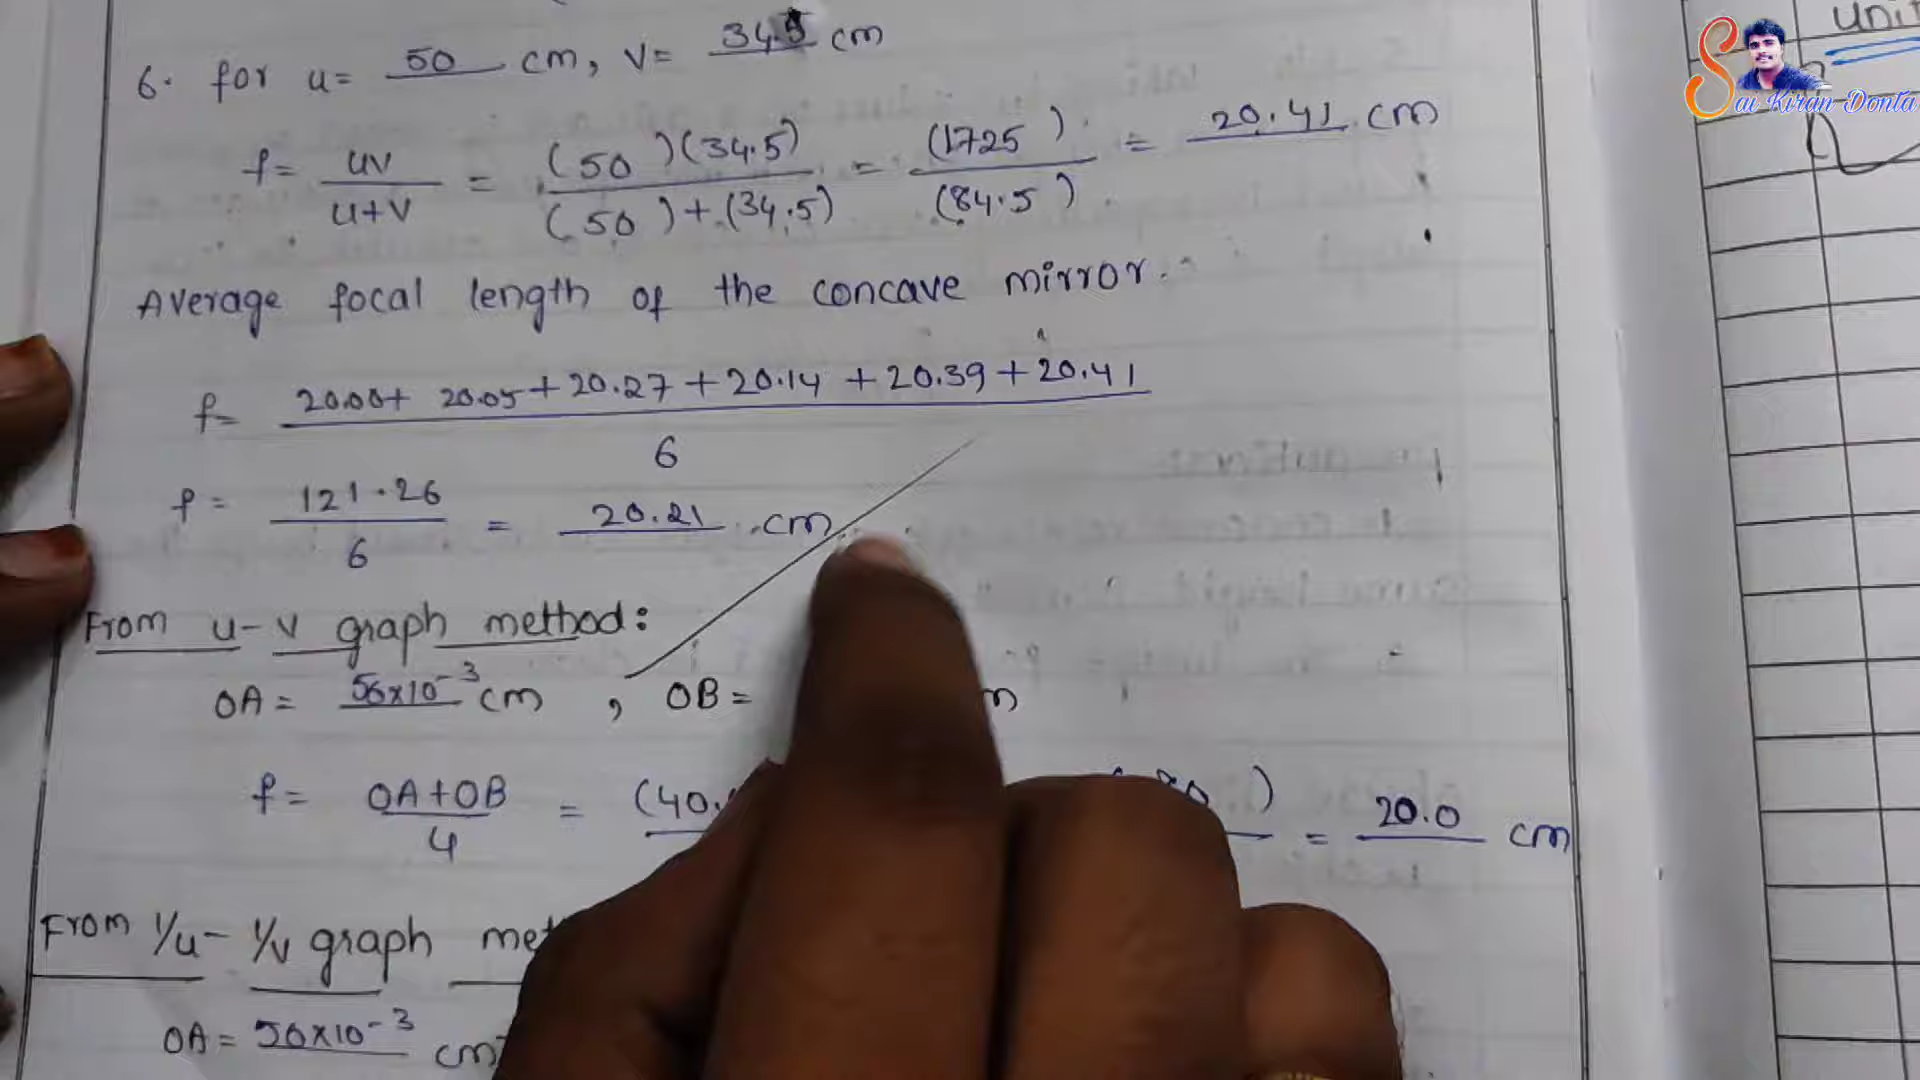 6. for u= 50 cm, v= 34.5 cm
f= uv/u+v = (50)(34.5)/(50)+(34.5) = (1725)/(84.5) = 20.41 cm
Average focal length of the concave mirror.
f= 20.00+ 20.05+20.27+20.14+20.39+20.41/6
f= 121.26/6 = 20.21 cm
From u-v graph method:
OA= 56x10-3 cm, OB=
f= OA+OB/4 = (40. = 20.0 cm
From 1/u- 1/v graph
OA= 50x10-3 cm
Unit
Sai Kiran Donta